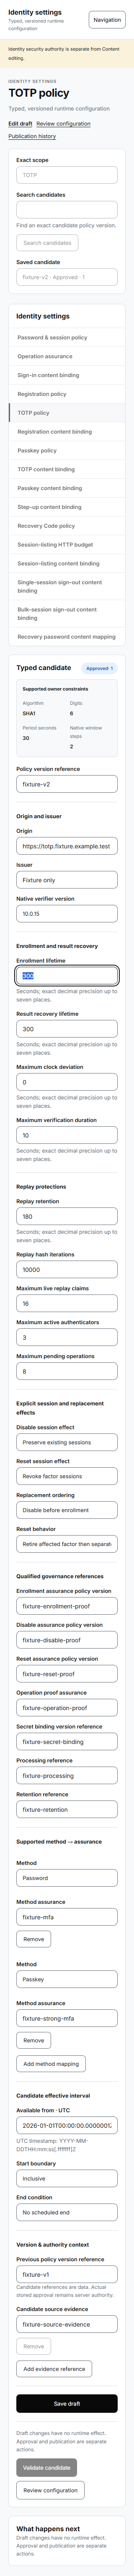 Identity settings
Typed, versioned runtime
configuration
Navigation
Identity security authority is separate from Content
editing.
IDENTITY SETTINGS
TOTP policy
Typed, versioned runtime configuration
Edit draft Review configuration
Publication history
Exact scope
TOTP
Search candidates
Find an exact candidate policy version.
Search candidates
Saved candidate
fixture-v2 · Approved · 1
Identity settings
Password & session policy
Operation assurance
Sign-in content binding
Registration policy
TOTP policy
Registration content binding
Passkey policy
TOTP content binding
Passkey content binding
Step-up content binding
Recovery Code policy
Session-listing HTTP budget
Session-listing content binding
Single-session sign-out content
binding
Bulk-session sign-out content
binding
Recovery password content mapping
Typed candidate
Approved · 1
Supported owner constraints
Algorithm
SHA1
Digits
6
Period seconds
30
Native window
steps
2
Policy version reference
fixture-v2
Origin and issuer
Origin
https://totp.fixture.example.test
Issuer
Fixture only
Native verifier version
10.0.15
Enrollment and result recovery
Enrollment lifetime
300
Seconds; exact decimal precision up to
seven places.
Result recovery lifetime
300
Seconds; exact decimal precision up to
seven places.
Maximum clock deviation
0
Seconds; exact decimal precision up to
seven places.
Maximum verification duration
10
Seconds; exact decimal precision up to
seven places.
Replay protections
Replay retention
180
Seconds; exact decimal precision up to
seven places.
Replay hash iterations
10000
Maximum live replay claims
16
Maximum active authenticators
3
Maximum pending operations
8
Explicit session and replacement
effects
Disable session effect
Preserve existing sessions
Reset session effect
Revoke factor sessions
Replacement ordering
Disable before enrollment
Reset behavior
Retire affected factor then separat
Qualified governance references
Enrollment assurance policy version
fixture-enrollment-proof
Disable assurance policy version
fixture-disable-proof
Reset assurance policy version
fixture-reset-proof
Operation proof assurance
fixture-operation-proof
Secret binding version reference
fixture-secret-binding
Processing reference
fixture-processing
Retention reference
fixture-retention
Supported method → assurance
Method
Password
Method assurance
fixture-mfa
Remove
Method
Passkey
Method assurance
fixture-strong-mfa
Remove
Add method mapping
Candidate effective interval
Available from · UTC
2026-01-01T00:00:00.0000001Z
UTC timestamp: YYYY-MM-
DDTHH:mm:ss[.fffffff]Z
Start boundary
Inclusive
End condition
No scheduled end
Version & authority context
Previous policy version reference
fixture-v1
Candidate references are data. Actual
stored approval remains server authority.
Candidate source evidence
fixture-source-evidence
Remove
Add evidence reference
Save draft
Draft changes have no runtime effect.
Approval and publication are separate
actions.
Validate candidate
Review configuration
What happens next
Draft changes have no runtime effect.
Approval and publication are separate
actions.